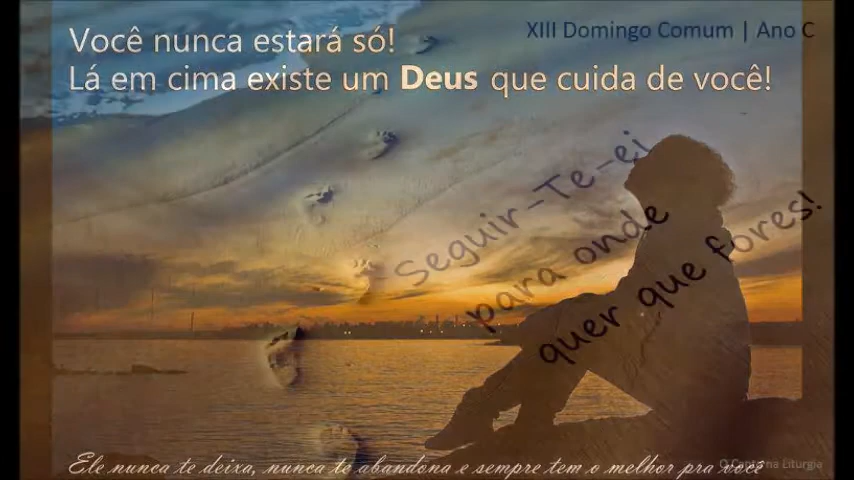 XIII Domingo Comum | Ano C
Você nunca estará só!
Lá em cima existe um Deus que cuida de você!
Seguir-Te-ei
para onde
quer que fores!
Ele nunca te deixa, nunca te abandona e sempre tem o melhor pra você
O Canto na Liturgia